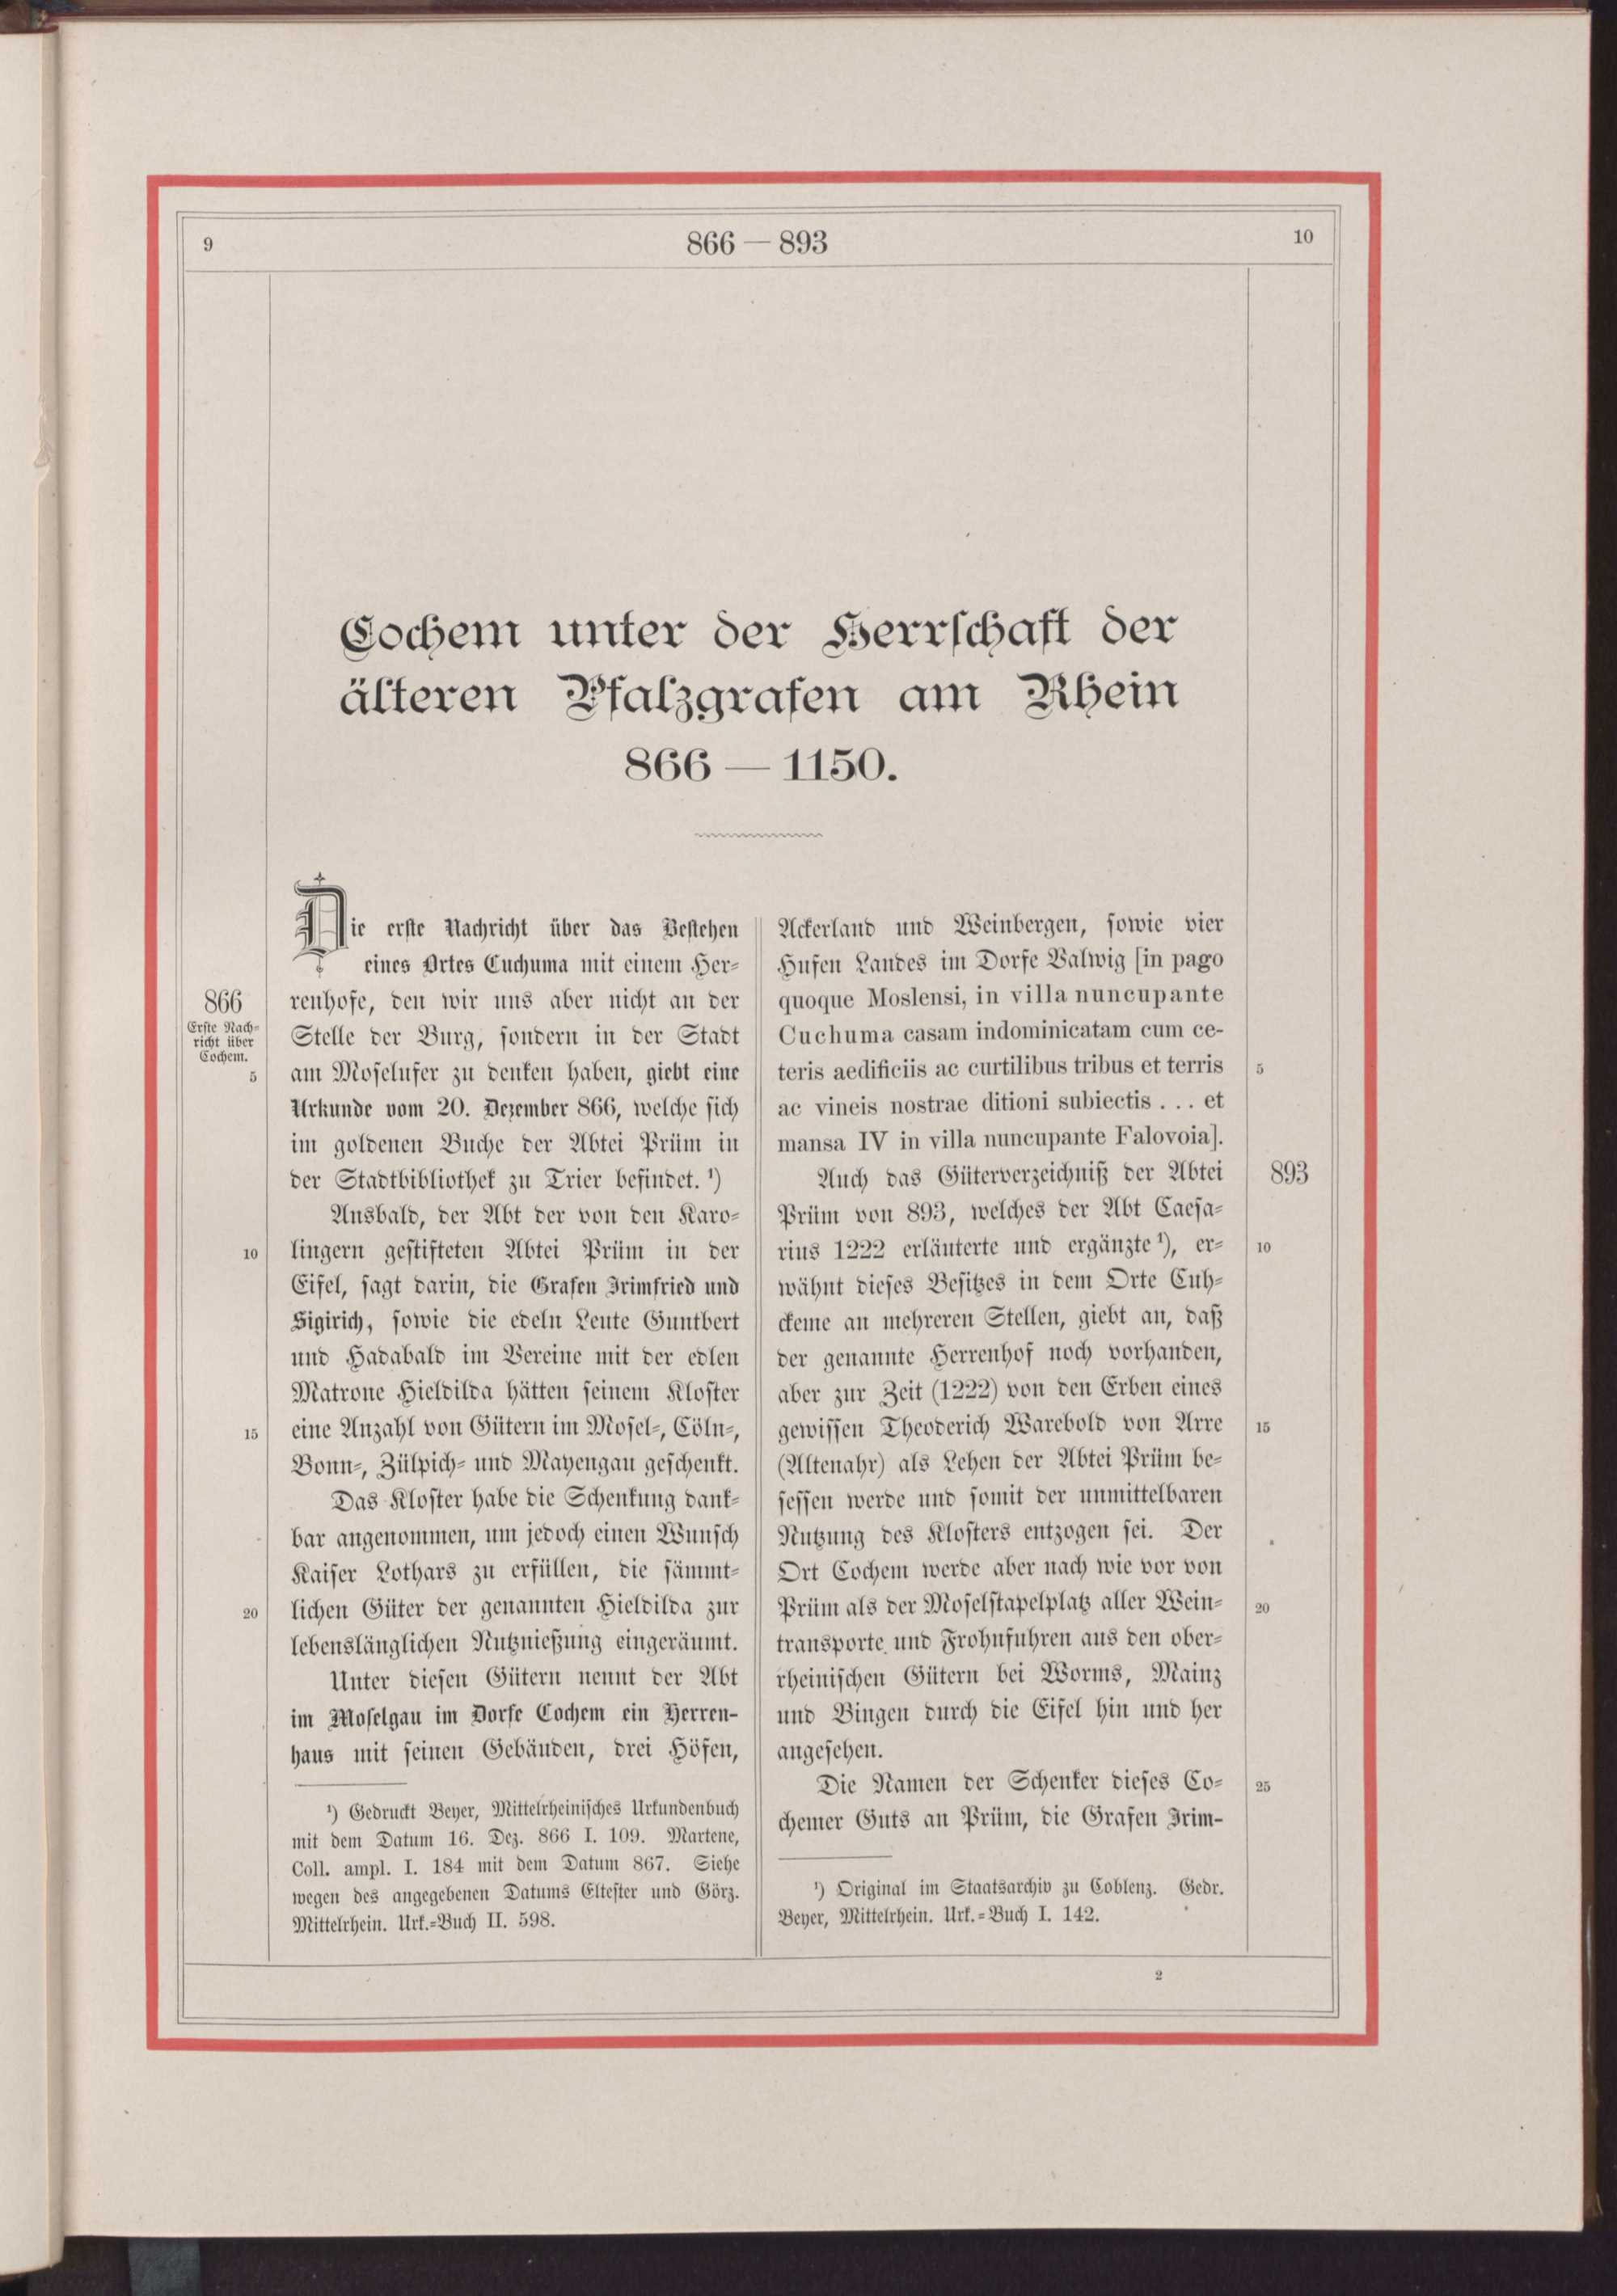 9
866 — 893
10
Cochem unter der Herrschaft der
älteren Pfalzgrafen am Rhein
866 — 1150.
Die erste Nachricht über das Bestehen
eines Ortes Cuchuma mit einem Her-
renhofe, den wir uns aber nicht an der
Stelle der Burg, sondern in der Stadt
am Moselufer zu denken haben, giebt eine
Urkunde vom 20. Dezember 866, welche sich
im goldenen Buche der Abtei Prüm in
der Stadtbibliothek zu Trier befindet. ¹)
Ansbald, der Abt der von den Karo-
lingern gestifteten Abtei Prüm in der
Eifel, sagt darin, die Grafen Irimfried und
Sigirich, sowie die edeln Leute Guntbert
und Hadabald im Vereine mit der edlen
Matrone Hieldilda hätten seinem Kloster
eine Anzahl von Gütern im Mosel-, Cöln-,
Bonn-, Zülpich- und Mayengau geschenkt.
Das Kloster habe die Schenkung dank-
bar angenommen, um jedoch einen Wunsch
Kaiser Lothars zu erfüllen, die sämmt-
lichen Güter der genannten Hieldilda zur
lebenslänglichen Nutznießung eingeräumt.
Unter diesen Gütern nennt der Abt
im Moselgau im Dorfe Cochem ein Herren-
haus mit seinen Gebäuden, drei Höfen,
866
Erste Nach-
richt über
Cochem.
5
10
15
20
¹) Gedruckt Beyer, Mittelrheinisches Urkundenbuch
mit dem Datum 16. Dez. 866 I. 109. Martene,
Coll. ampl. I. 184 mit dem Datum 867. Siehe
wegen des angegebenen Datums Eltester und Görz.
Mittelrhein. Urk.-Buch II. 598.
Ackerland und Weinbergen, sowie vier
Hufen Landes im Dorfe Valwig [in pago
quoque Moslensi, in villa nuncupante
Cuchuma casam indominicatam cum ce-
teris aedificiis ac curtilibus tribus et terris
ac vineis nostrae ditioni subiectis . . . et
mansa IV in villa nuncupante Falovoia].
Auch das Güterverzeichniß der Abtei
Prüm von 893, welches der Abt Caesa-
rius 1222 erläuterte und ergänzte ¹), er-
wähnt dieses Besitzes in dem Orte Cuh-
ckeme an mehreren Stellen, giebt an, daß
der genannte Herrenhof noch vorhanden,
aber zur Zeit (1222) von den Erben eines
gewissen Theoderich Warebold von Arre
(Altenahr) als Lehen der Abtei Prüm be-
sessen werde und somit der unmittelbaren
Nutzung des Klosters entzogen sei. Der
Ort Cochem werde aber nach wie vor von
Prüm als der Moselstapelplatz aller Wein-
transporte und Frohnfuhren aus den ober-
rheinischen Gütern bei Worms, Mainz
und Bingen durch die Eifel hin und her
angesehen.
Die Namen der Schenker dieses Co-
chemer Guts an Prüm, die Grafen Irim-
5
893
10
15
20
25
¹) Original im Staatsarchiv zu Coblenz. Gedr.
Beyer, Mittelrhein. Urk.-Buch I. 142.
2